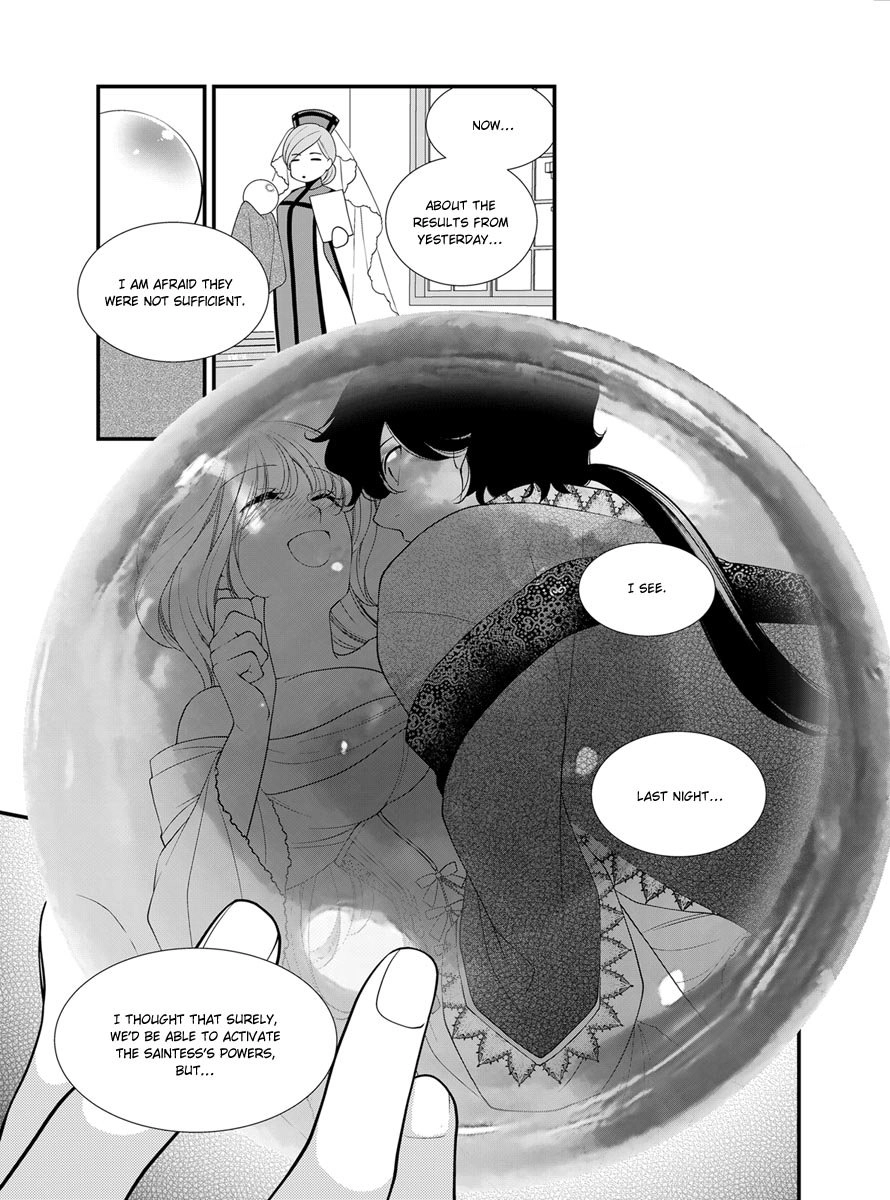 NOW...
ABOUT THE
RESULTS FROM
YESTERDAY...
I AM AFRAID THEY
WERE NOT SUFFICIENT.
I SEE.
LAST NIGHT...
I THOUGHT THAT SURELY,
WE'D BE ABLE TO ACTIVATE
THE SAINTESS'S POWERS,
BUT...